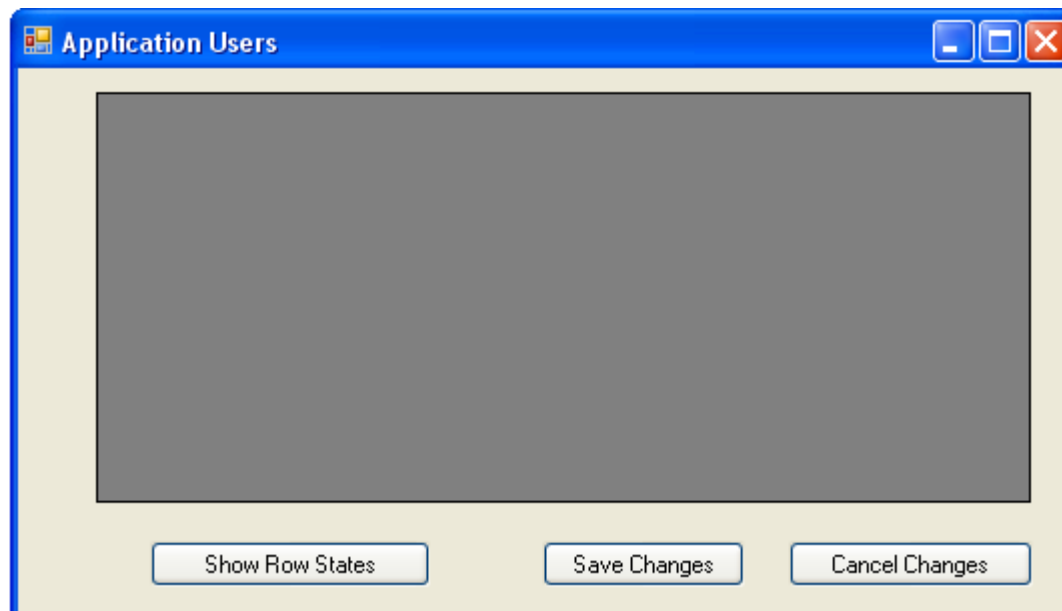 Application Users
Show Row States
Save Changes
Cancel Changes